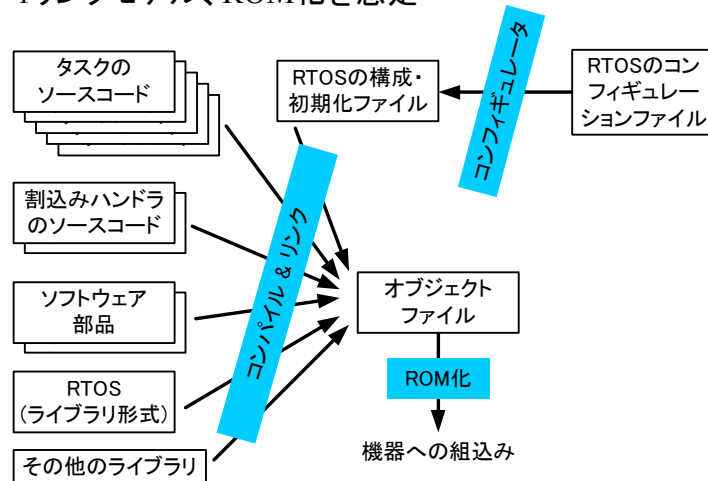 1リンクモデル、ROM化を想定
タスクの
ソースコード
RTOSの構成・
初期化ファイル
コンフィギュレータ
RTOSのコン
フィギュレー
ションファイル
割込みハンドラ
のソースコード
コンパイル & リンク
ソフトウェア
部品
オブジェクト
ファイル
RTOS
(ライブラリ形式)
ROM化
その他のライブラリ
機器への組込み